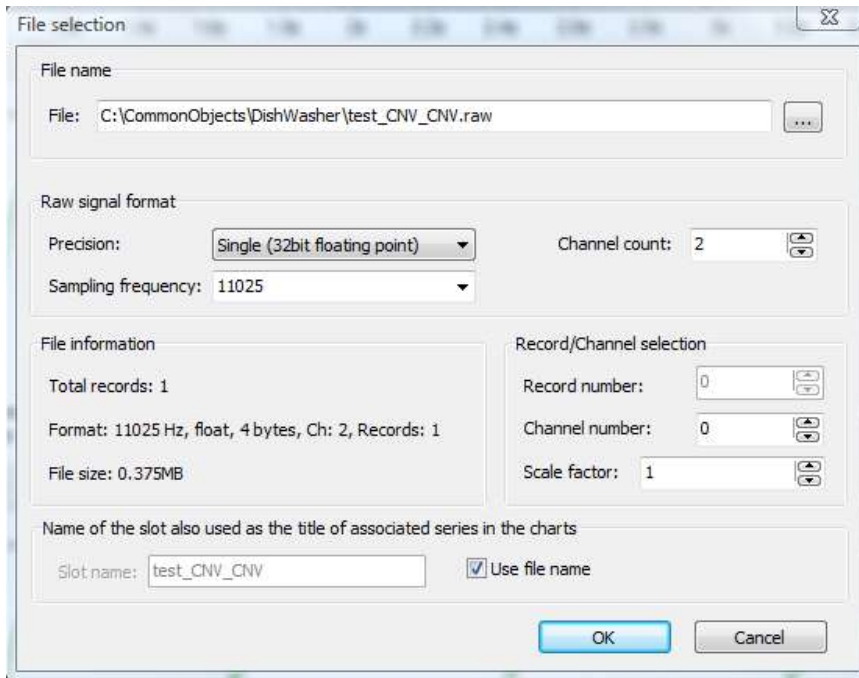 File selection
File name
File: C:\CommonObjects\DishWasher\test_CNV_CNV.raw ...
Raw signal format
Precision: Single (32bit floating point) Channel count: 2
Sampling frequency: 11025
File information
Total records: 1
Format: 11025 Hz, float, 4 bytes, Ch: 2, Records: 1
File size: 0.375MB
Record/Channel selection
Record number: 0
Channel number: 0
Scale factor: 1
Name of the slot also used as the title of associated series in the charts
Slot name: test_CNV_CNV Use file name
OK Cancel